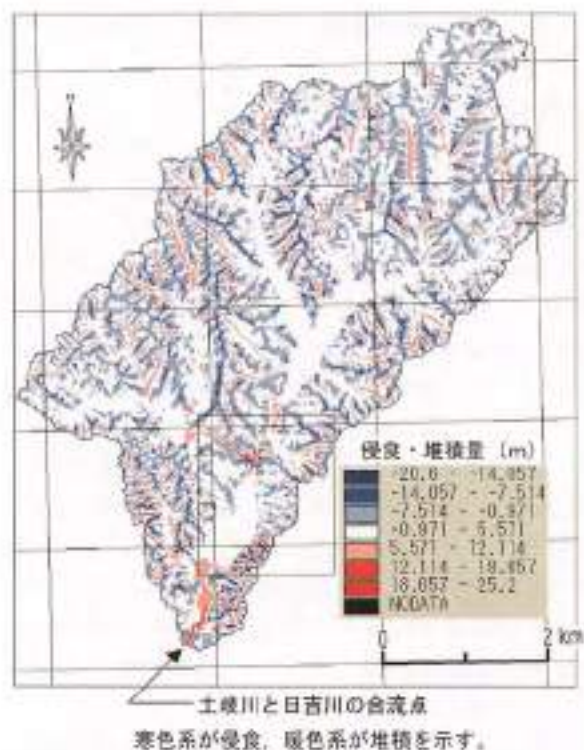 N
侵食・堆積量 (m)
-20.6 - -14.057
-14.057 - -7.514
-7.514 - -0.971
-0.971 - 5.571
5.571 - 12.114
12.114 - 18.657
18.657 - 25.2
NODATA
0 2 km
土岐川と日吉川の合流点
寒色系が侵食,暖色系が堆積を示す.